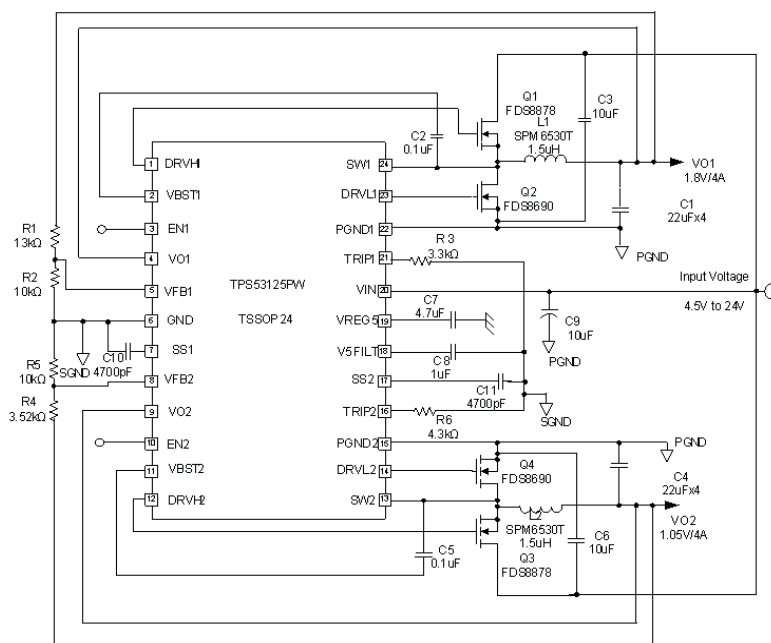 Q1
FDS8878
C3
10uF
L1
SPM 6530T
1.5uH
C2
0.1uF
1
DRVH1
SW1
24
VO1
1.8V/4A
2
VBST1
DRVL1
23
Q2
FDS8690
C1
22uFx4
3
EN1
PGND1
22
R1
13kΩ
4
VO1
TRIP1
21
R 3
3.3kΩ
PGND
R2
10kΩ
5
VFB1
TPS53125PW
VIN
20
Input Voltage
4.5V to 24V
6
GND
TSSOP 24
VREG5
19
C7
4.7uF
C9
10uF
PGND
SGND
C10
4700pF
7
SS1
V5FILT
18
C8
1uF
R5
10kΩ
8
VFB2
SS2
17
C11
4700pF
R4
3.52kΩ
9
VO2
TRIP2
16
R6
4.3kΩ
SGND
10
EN2
PGND2
15
PGND
11
VBST2
DRVL2
14
Q4
FDS8690
C4
22uFx4
12
DRVH2
SW2
13
L2
SPM6530T
1.5uH
VO2
1.05V/4A
C5
0.1uF
C6
10uF
Q3
FDS8878